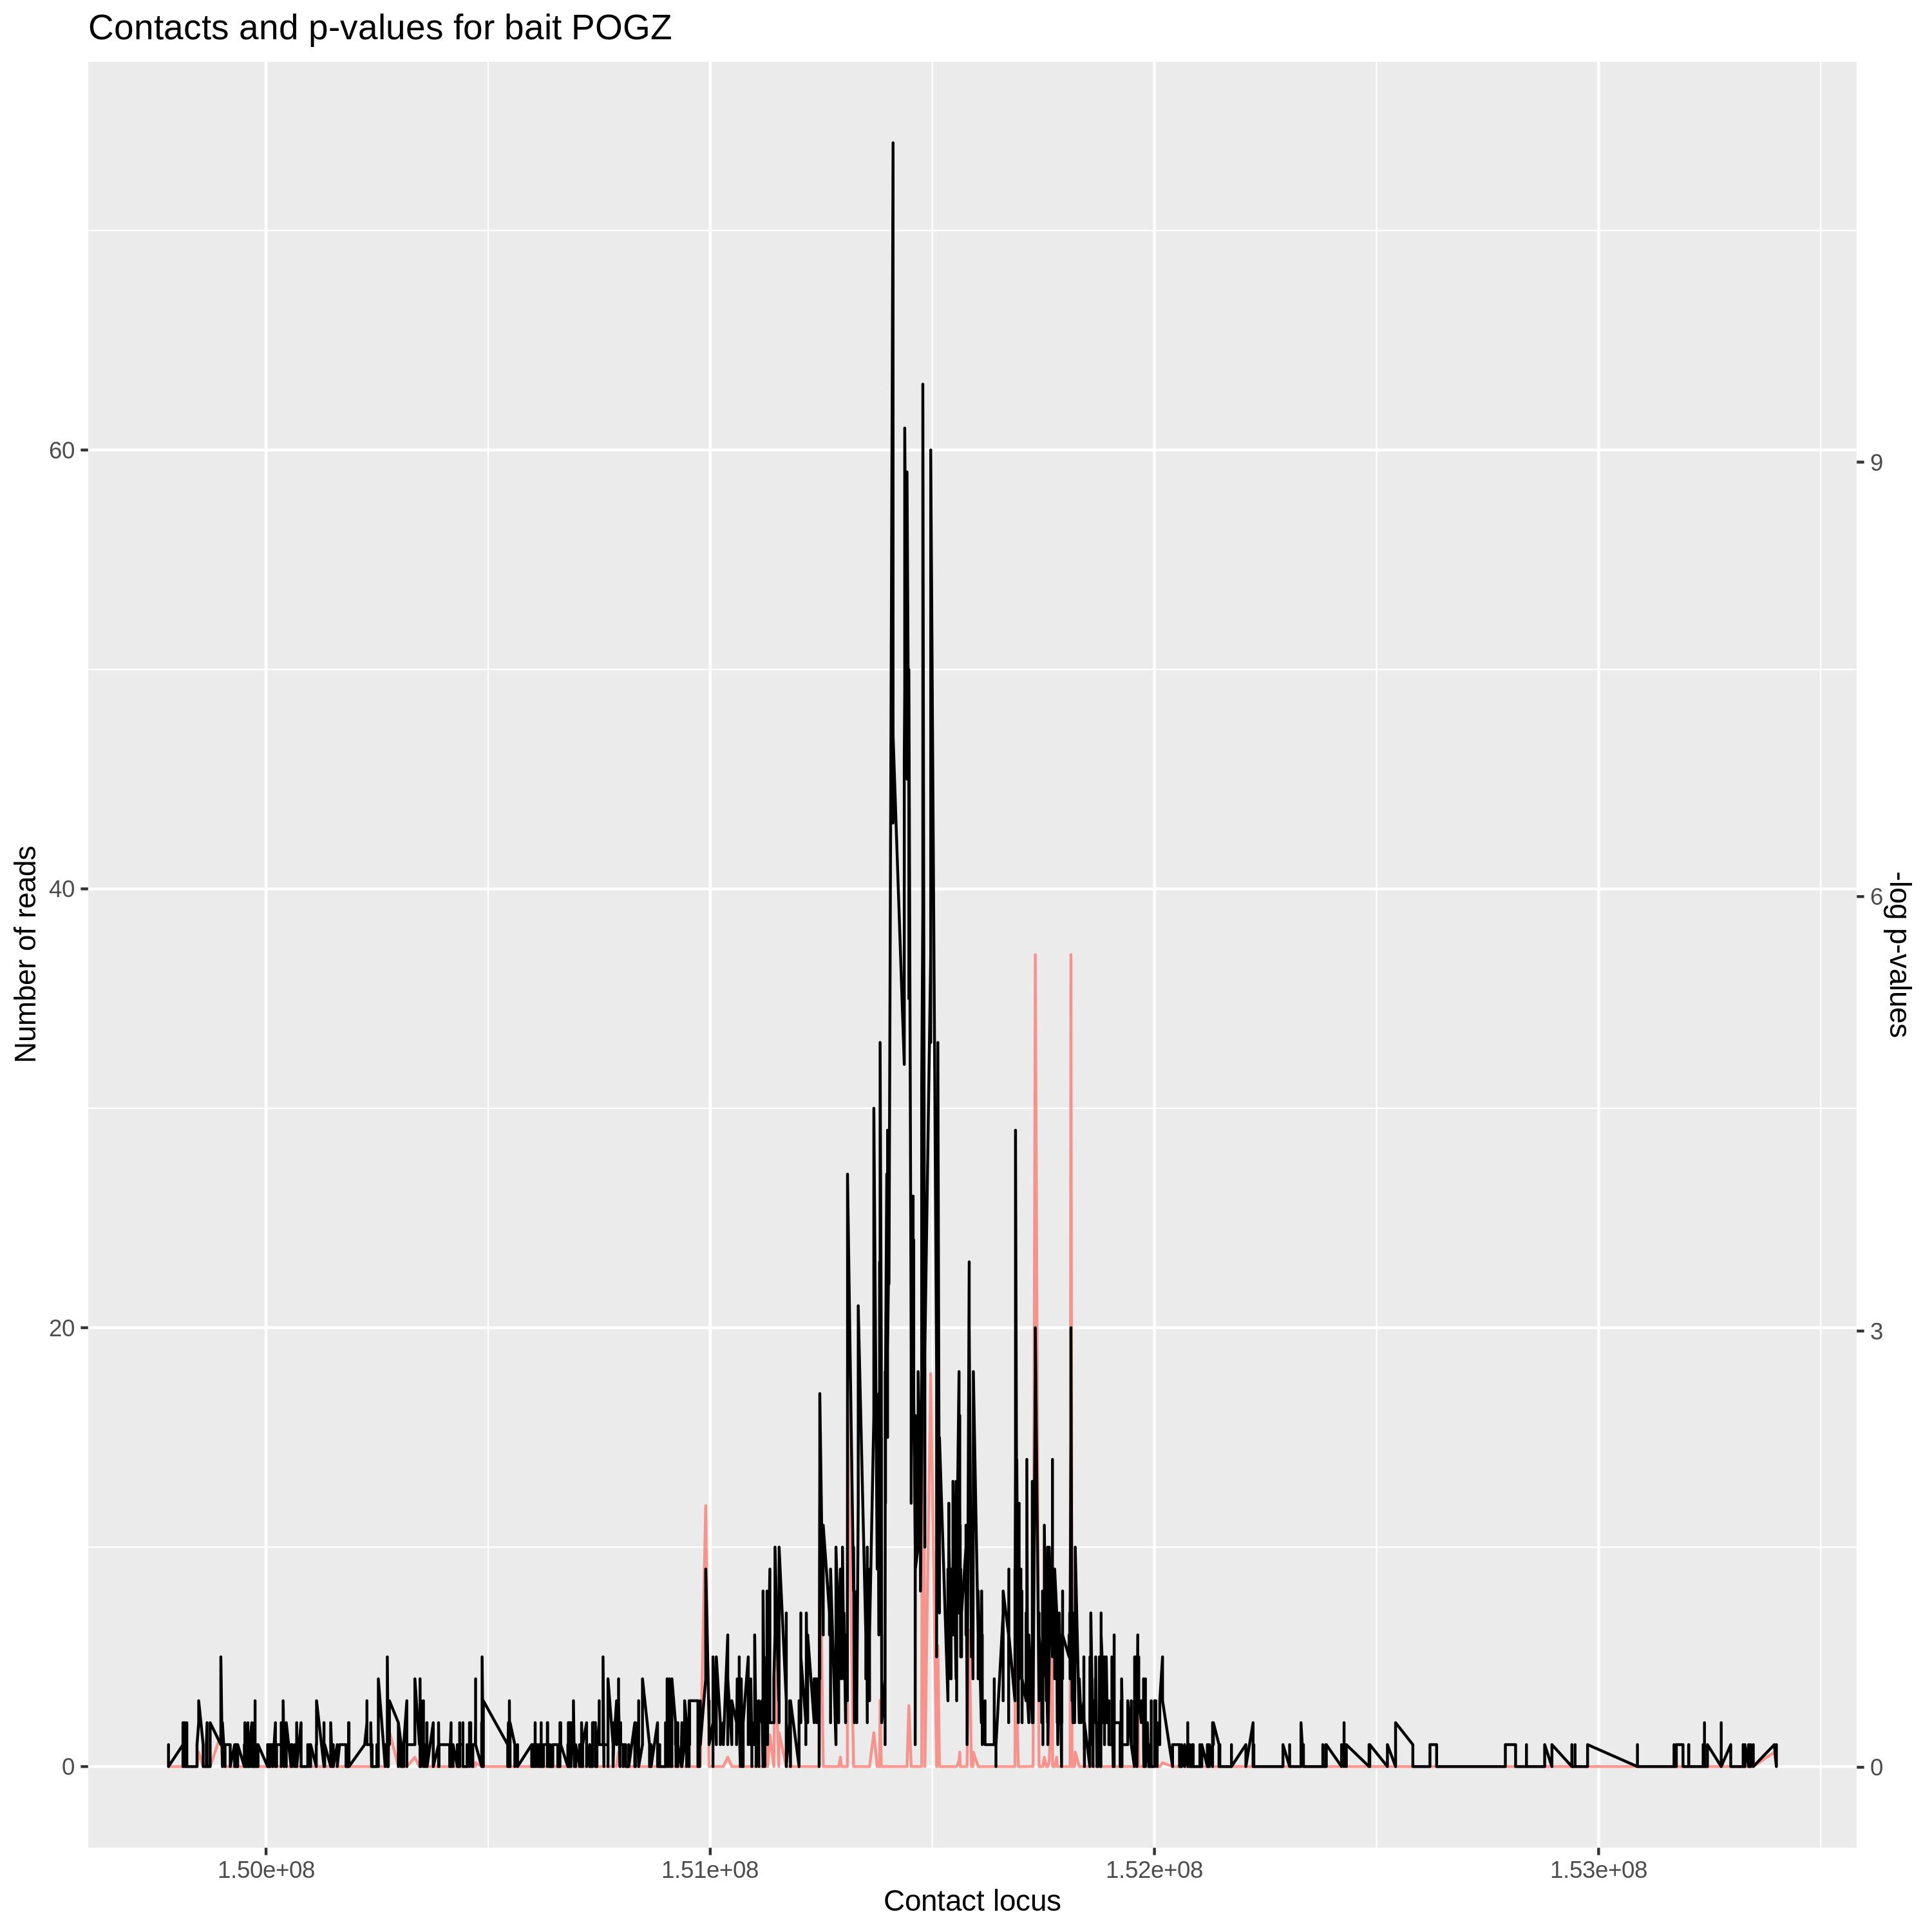 Contacts and p-values for bait POGZ
60
40
20
0
Number of reads
9
6
3
0
-log p-values
1.50e+08
1.51e+08
1.52e+08
1.53e+08
Contact locus